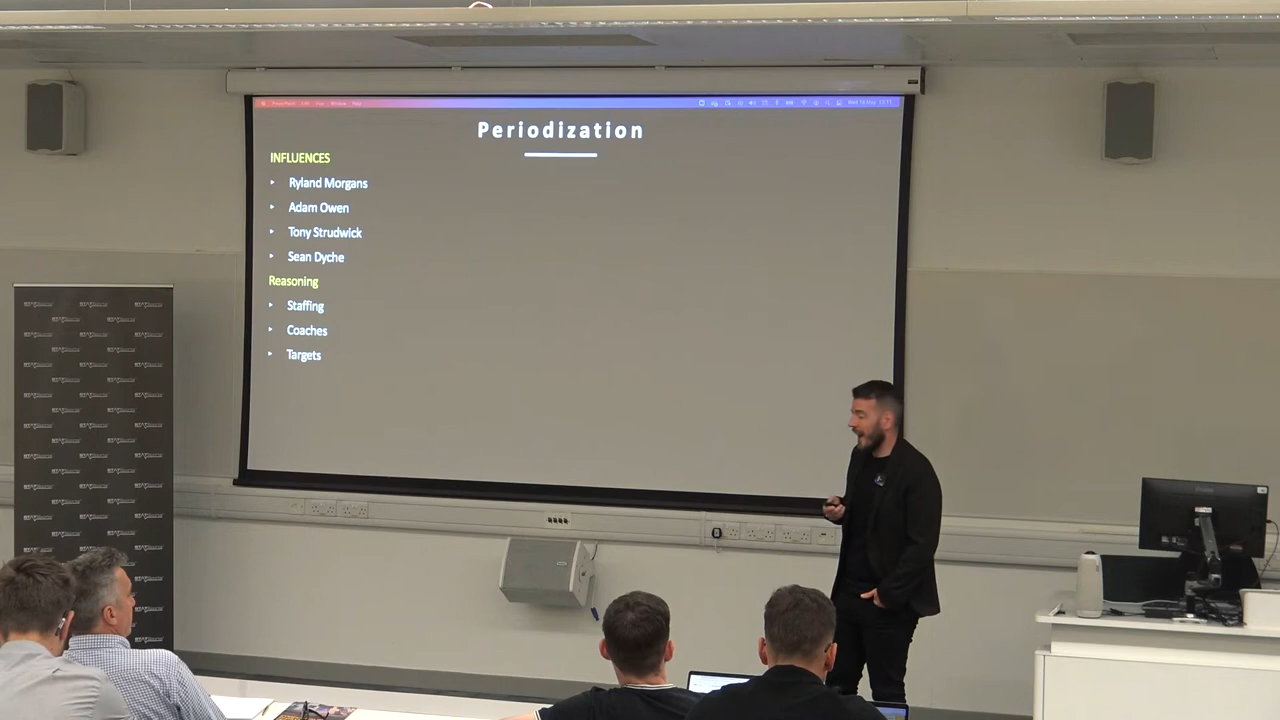 Periodization
INFLUENCES
Ryland Morgans
Adam Owen
Tony Strudwick
Sean Dyche
Reasoning
Staffing
Coaches
Targets